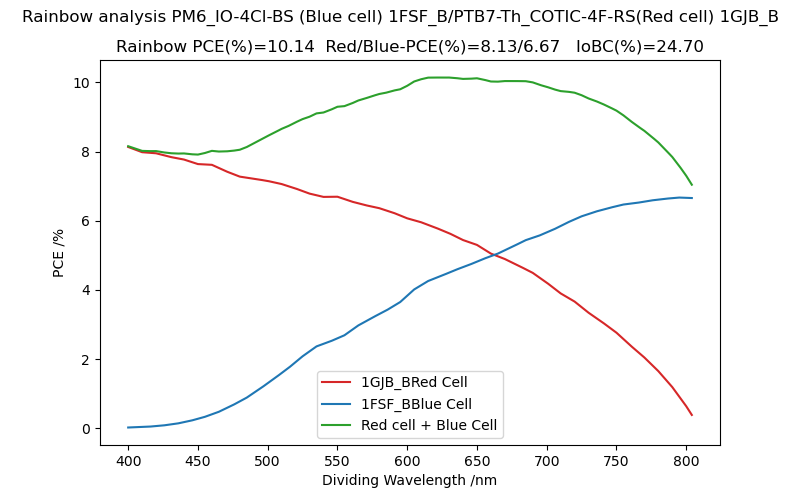 Rainbow analysis PM6_IO-4Cl-BS (Blue cell) 1FSF_B/PTB7-Th_COTIC-4F-RS(Red cell) 1GJB_B
Rainbow PCE(%)=10.14  Red/Blue-PCE(%)=8.13/6.67   IoBC(%)=24.70
10
8
6
4
2
0
PCE /%
400 450 500 550 600 650 700 750 800
Dividing Wavelength /nm
1GJB_BRed Cell
1FSF_BBlue Cell
Red cell + Blue Cell